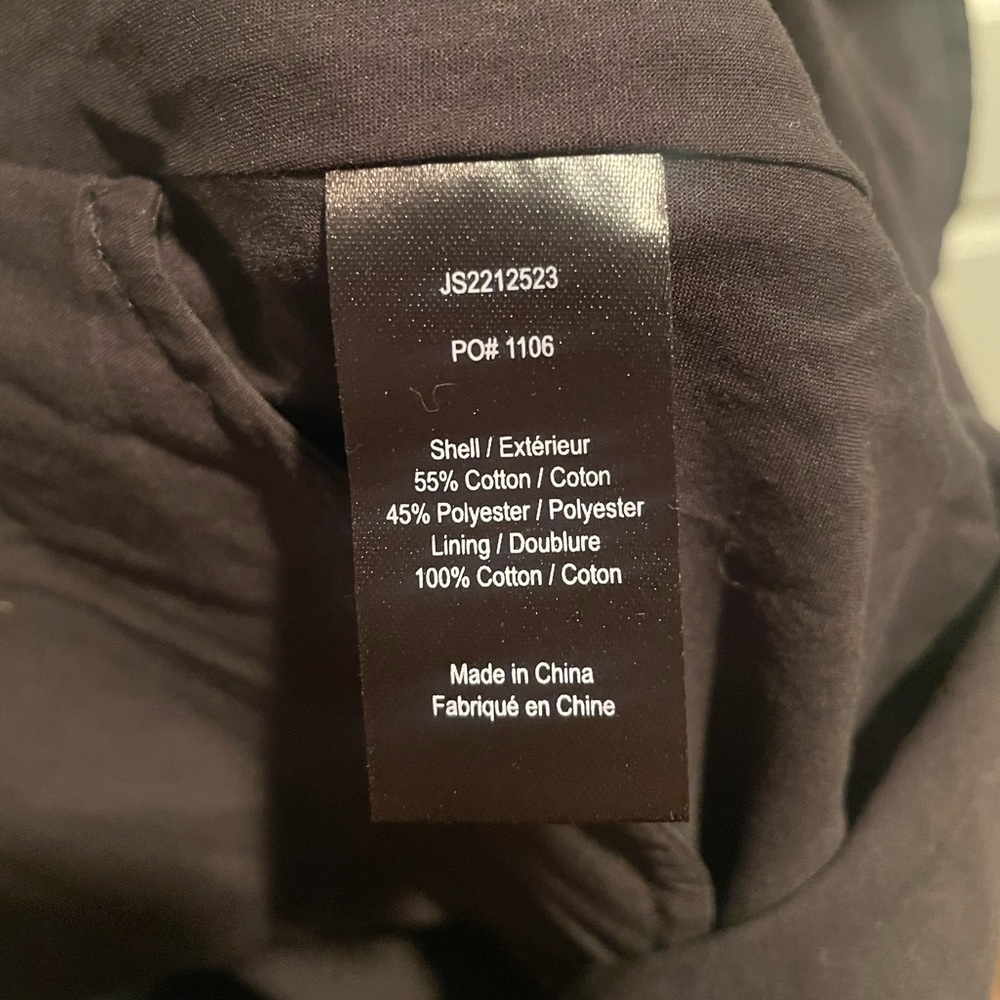 JS2212523
PO# 1106
Shell / Extérieur
55% Cotton / Coton
45% Polyester / Polyester
Lining / Doublure
100% Cotton / Coton
Made in China
Fabriqué en Chine